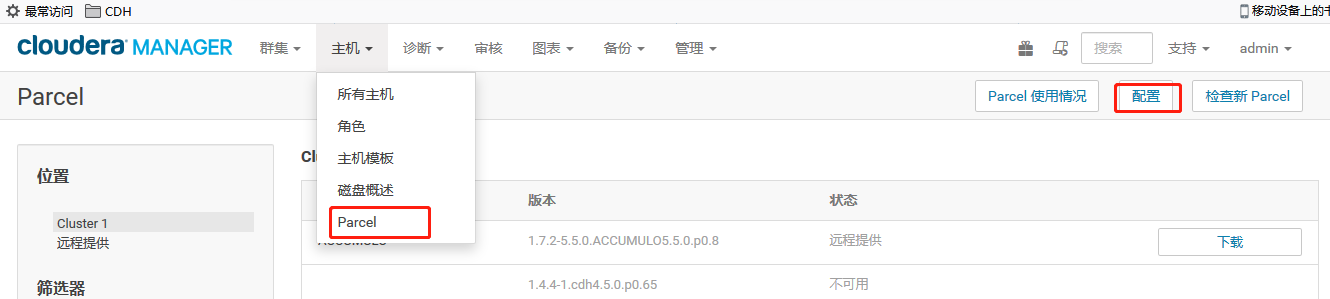 最常访问 CDH 移动设备上的
cloudera MANAGER 群集 主机 诊断 审核 图表 备份 管理 搜索 支持 admin
Parcel Parcel 使用情况 配置 检查新 Parcel
所有主机
角色
主机模板
磁盘概述
Parcel
位置
Cluster 1
远程提供
筛选器
版本 状态
1.7.2-5.5.0.ACCUMULO5.5.0.p0.8 远程提供 下载
1.4.4-1.cdh4.5.0.p0.65 不可用